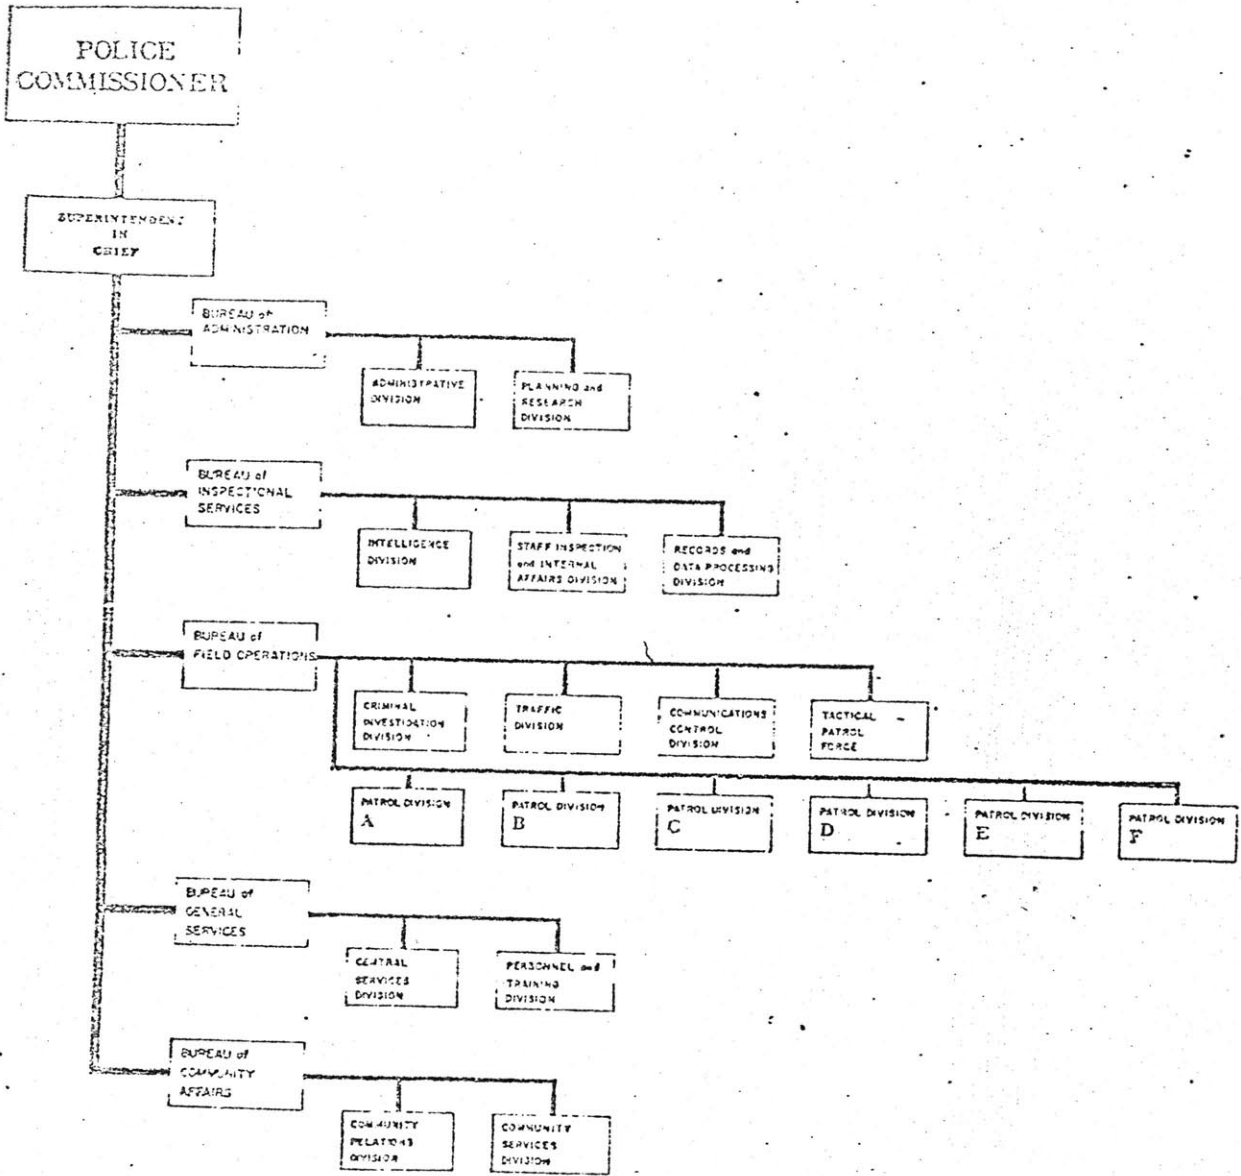 POLICE
COMMISSIONER
SUPERINTENDENT
IN
CHIEF
BUREAU of
ADMINISTRATION
ADMINISTRATIVE
DIVISION
PLANNING and
RESEARCH
DIVISION
BUREAU of
INSPECTIONAL
SERVICES
INTELLIGENCE
DIVISION
STAFF INSPECTION
and INTERNAL
AFFAIRS DIVISION
RECORDS and
DATA PROCESSING
DIVISION
BUREAU of
FIELD OPERATIONS
CRIMINAL
INVESTIGATION
DIVISION
TRAFFIC
DIVISION
COMMUNICATIONS
CONTROL
DIVISION
TACTICAL
PATROL
FORCE
PATROL DIVISION
A
PATROL DIVISION
B
PATROL DIVISION
C
PATROL DIVISION
D
PATROL DIVISION
E
PATROL DIVISION
F
BUREAU of
GENERAL
SERVICES
CENTRAL
SERVICES
DIVISION
PERSONNEL and
TRAINING
DIVISION
BUREAU of
COMMUNITY
AFFAIRS
COMMUNITY
RELATIONS
DIVISION
COMMUNITY
SERVICES
DIVISION